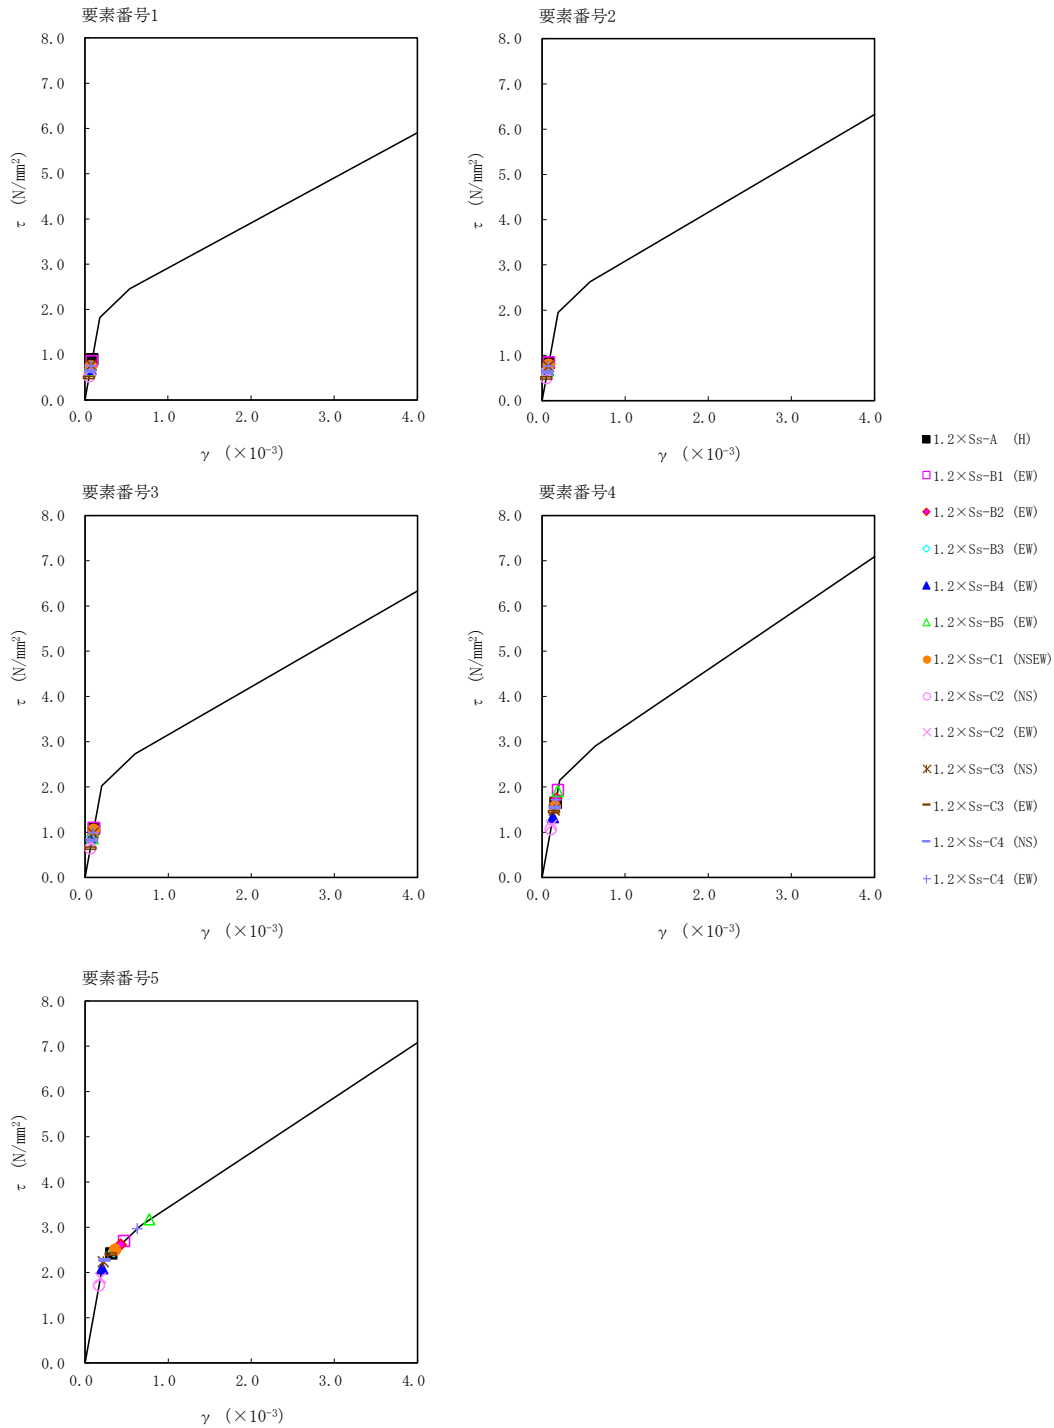 要素番号1
8.0
7.0
6.0
5.0
4.0
3.0
2.0
1.0
0.0
0.0 1.0 2.0 3.0 4.0
τ (N/mm²)
γ (×10⁻³)
要素番号2
8.0
7.0
6.0
5.0
4.0
3.0
2.0
1.0
0.0
0.0 1.0 2.0 3.0 4.0
τ (N/mm²)
γ (×10⁻³)
要素番号3
8.0
7.0
6.0
5.0
4.0
3.0
2.0
1.0
0.0
0.0 1.0 2.0 3.0 4.0
τ (N/mm²)
γ (×10⁻³)
要素番号4
8.0
7.0
6.0
5.0
4.0
3.0
2.0
1.0
0.0
0.0 1.0 2.0 3.0 4.0
τ (N/mm²)
γ (×10⁻³)
1.2×Ss-A (H)
1.2×Ss-B1 (EW)
1.2×Ss-B2 (EW)
1.2×Ss-B3 (EW)
1.2×Ss-B4 (EW)
1.2×Ss-B5 (EW)
1.2×Ss-C1 (NSEW)
1.2×Ss-C2 (NS)
1.2×Ss-C2 (EW)
1.2×Ss-C3 (NS)
1.2×Ss-C3 (EW)
1.2×Ss-C4 (NS)
1.2×Ss-C4 (EW)
要素番号5
8.0
7.0
6.0
5.0
4.0
3.0
2.0
1.0
0.0
0.0 1.0 2.0 3.0 4.0
τ (N/mm²)
γ (×10⁻³)